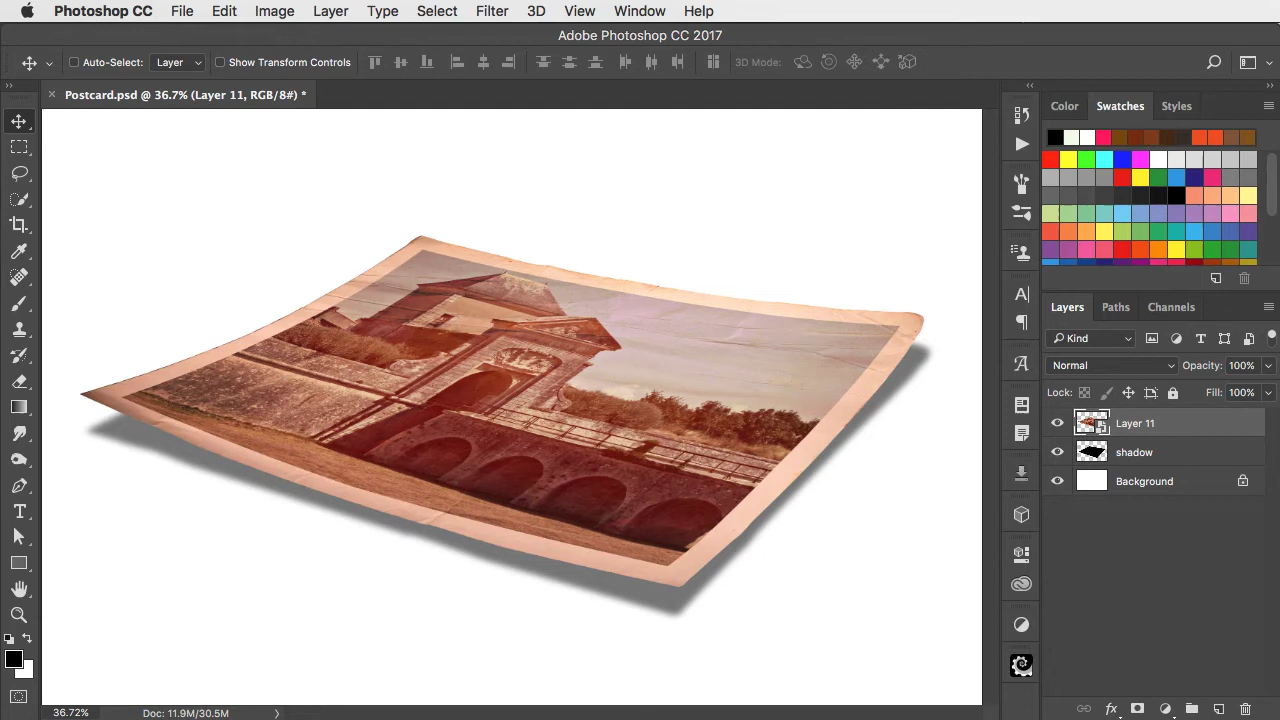 Photoshop CC File Edit Image Layer Type Select Filter 3D View Window Help
Adobe Photoshop CC 2017
Auto-Select: Layer Show Transform Controls 3D Mode:
× Postcard.psd @ 36.7% (Layer 11, RGB/8#) *
Color Swatches Styles
Layers Paths Channels
Kind
Normal Opacity: 100%
Lock: Fill: 100%
Layer 11
shadow
Background
36.72% Doc: 11.9M/30.5M